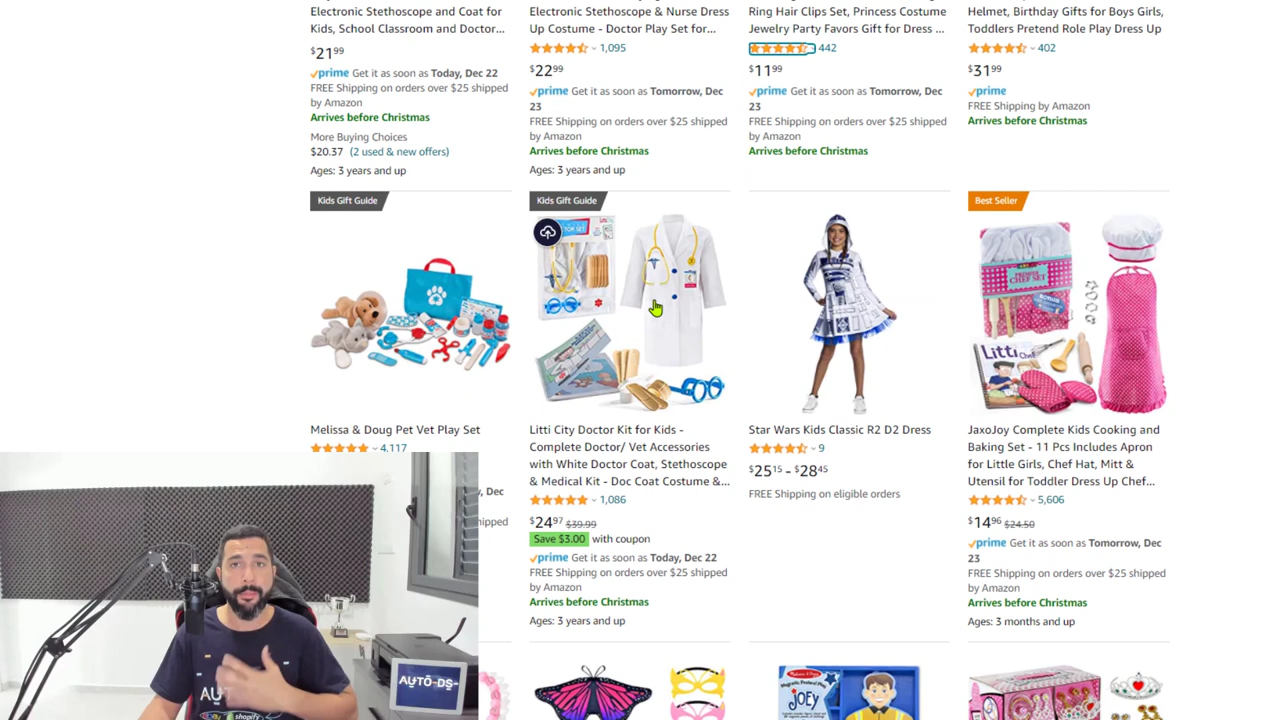 Electronic Stethoscope and Coat for
Kids, School Classroom and Doctor...
$21.99
prime Get it as soon as Today, Dec 22
FREE Shipping on orders over $25 shipped
by Amazon
Arrives before Christmas
More Buying Choices
$20.37 (2 used & new offers)
Ages: 3 years and up
Electronic Stethoscope & Nurse Dress
Up Costume - Doctor Play Set for...
1,095
$22.99
prime Get it as soon as Tomorrow, Dec
23
FREE Shipping on orders over $25 shipped
by Amazon
Arrives before Christmas
Ages: 3 years and up
Ring Hair Clips Set, Princess Costume
Jewelry Party Favors Gift for Dress ...
442
$11.99
prime Get it as soon as Tomorrow, Dec
23
FREE Shipping on orders over $25 shipped
by Amazon
Arrives before Christmas
Helmet, Birthday Gifts for Boys Girls,
Toddlers Pretend Role Play Dress Up
402
$31.99
prime
FREE Shipping by Amazon
Arrives before Christmas
Kids Gift Guide
Melissa & Doug Pet Vet Play Set
4,117
, Dec
hipped
Kids Gift Guide
Litti City Doctor Kit for Kids -
Complete Doctor/ Vet Accessories
with White Doctor Coat, Stethoscope
& Medical Kit - Doc Coat Costume &...
1,086
$24.97 $39.99
Save $3.00 with coupon
prime Get it as soon as Today, Dec 22
FREE Shipping on orders over $25 shipped
by Amazon
Arrives before Christmas
Ages: 3 years and up
Star Wars Kids Classic R2 D2 Dress
9
$25.15 - $28.45
FREE Shipping on eligible orders
Best Seller
JaxoJoy Complete Kids Cooking and
Baking Set - 11 Pcs Includes Apron
for Little Girls, Chef Hat, Mitt &
Utensil for Toddler Dress Up Chef...
5,606
$14.96 $24.50
prime Get it as soon as Tomorrow, Dec
23
FREE Shipping on orders over $25 shipped
by Amazon
Arrives before Christmas
Ages: 3 months and up
AUTO-DS-
AUT
shopify
JOEY